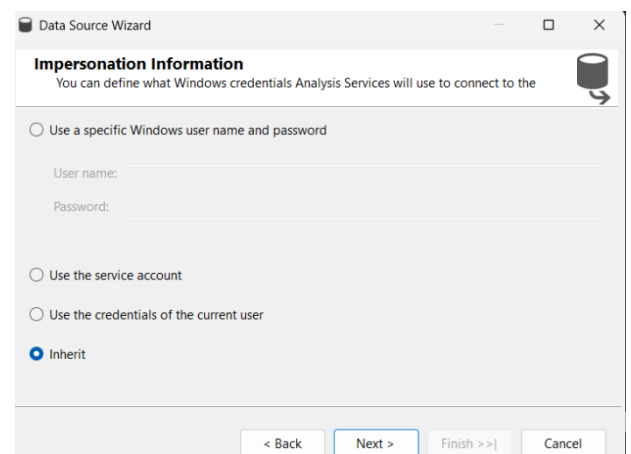 Data Source Wizard
Impersonation Information
You can define what Windows credentials Analysis Services will use to connect to the
Use a specific Windows user name and password
User name:
Password:
Use the service account
Use the credentials of the current user
Inherit
< Back Next > Finish >>| Cancel